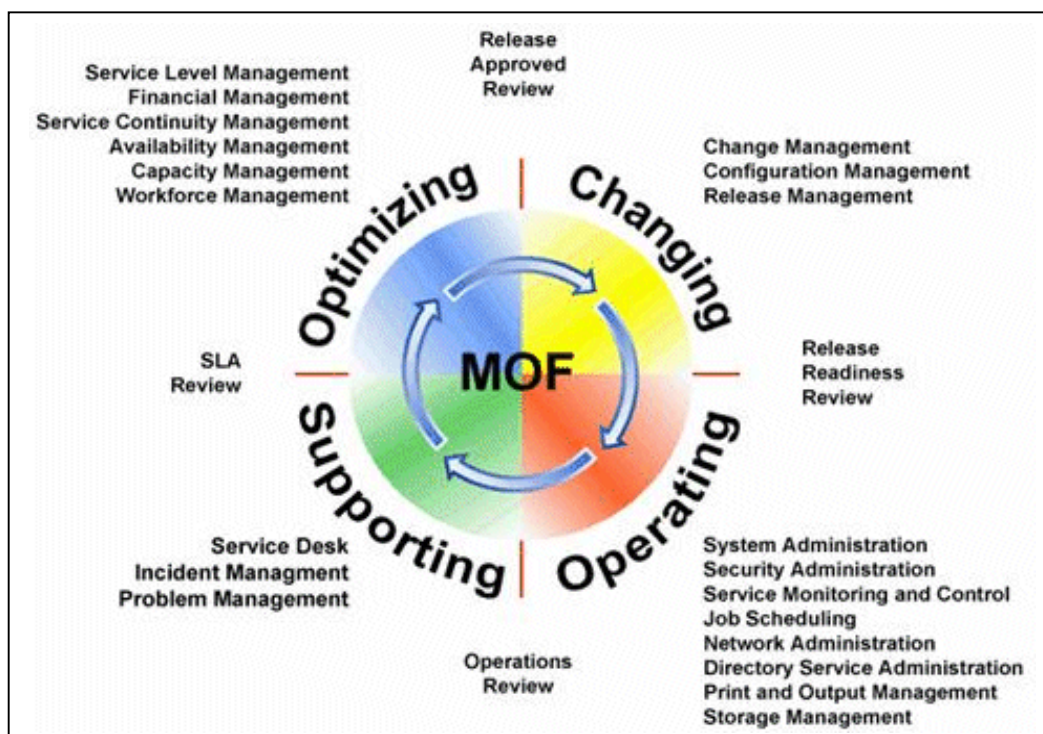 Release
Approved
Review
Service Level Management
Financial Management
Service Continuity Management
Availability Management
Capacity Management
Workforce Management
Change Management
Configuration Management
Release Management
Optimizing
Changing
SLA
Review
MOF
Release
Readiness
Review
Supporting
Operating
Service Desk
Incident Managment
Problem Management
System Administration
Security Administration
Service Monitoring and Control
Job Scheduling
Network Administration
Directory Service Administration
Print and Output Management
Storage Management
Operations
Review